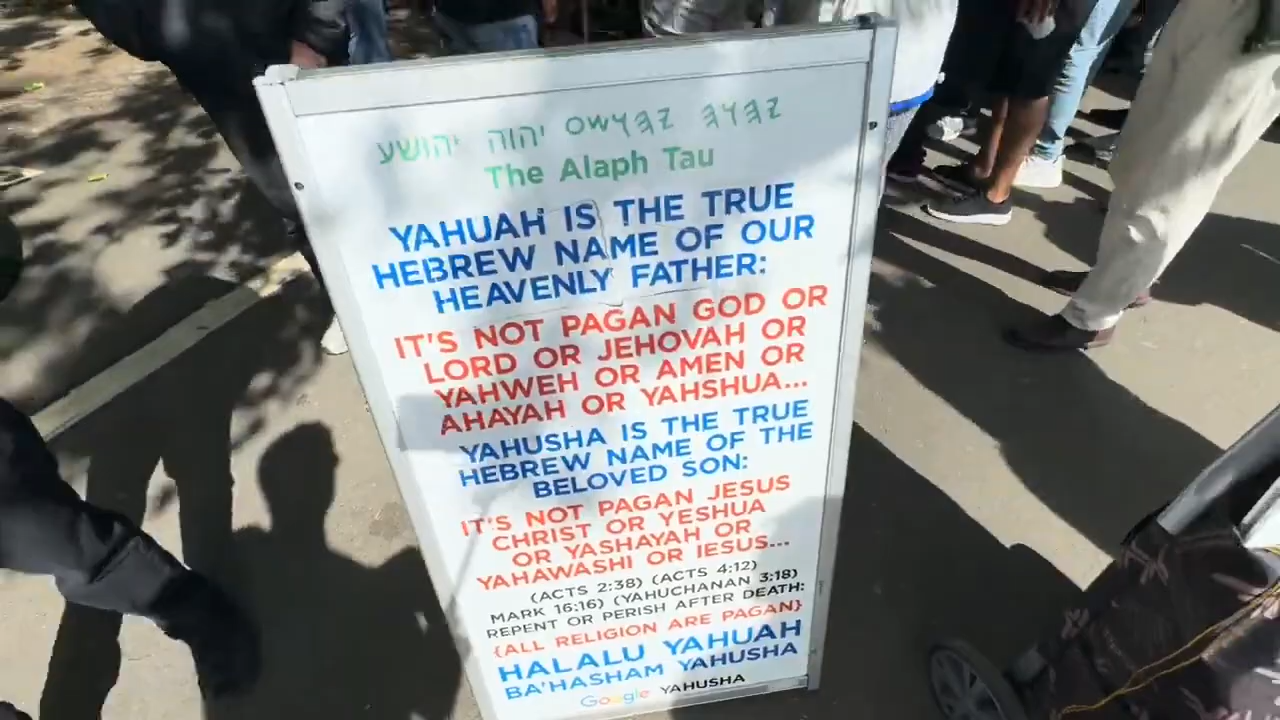 יהוה יהושע 𐤉𐤄𐤅𐤔𐤏 𐤉𐤄𐤅𐤄
The Alaph Tau
YAHUAH IS THE TRUE
HEBREW NAME OF OUR
HEAVENLY FATHER:
IT'S NOT PAGAN GOD OR
LORD OR JEHOVAH OR
YAHWEH OR AMEN OR
AHAYAH OR YAHSHUA...
YAHUSHA IS THE TRUE
HEBREW NAME OF THE
BELOVED SON:
IT'S NOT PAGAN JESUS
CHRIST OR YESHUA
OR YASHAYAH OR
YAHAWASHI OR IESUS...
(ACTS 2:38) (ACTS 4:12)
MARK 16:16) (YAHUCHANAN 3:18)
REPENT OR PERISH AFTER DEATH:
{ALL RELIGION ARE PAGAN}
HALALU YAHUAH
BA'HASHAM YAHUSHA
Google YAHUSHA